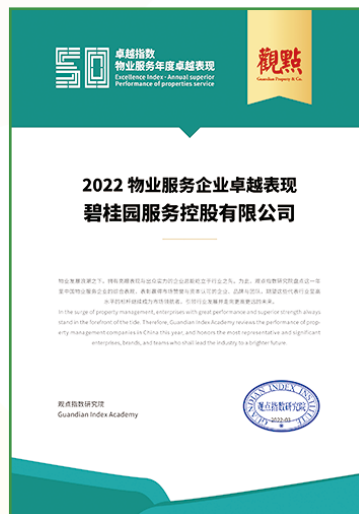 50
卓越指数
物业服务年度卓越表现
Excellence Index · Annual superior
Performance of properties service
觀點
Guandian Property & Co.
2022 物业服务企业卓越表现
碧桂园服务控股有限公司
In the surge of property management, enterprises with great performance and superior strength always
stand in the forefront of the tide. Therefore, Guandian Index Academy reviews the performance of prop-
erty management companies in China this year, and honors the most representative and significant
enterprises, brands, and teams who shall lead the industry to a brighter future.
观点指数研究院
Guandian Index Academy
GUANDIAN INDEX INSTITUTE
观点指数研究院
2022-03